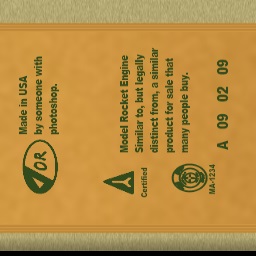 Made in USA
by someone with
photoshop.
OR
Model Rocket Engine
Similar to, but legally
distinct from, a similar
product for sale that
many people buy.
Certified
MA-1234
A 09 02 09